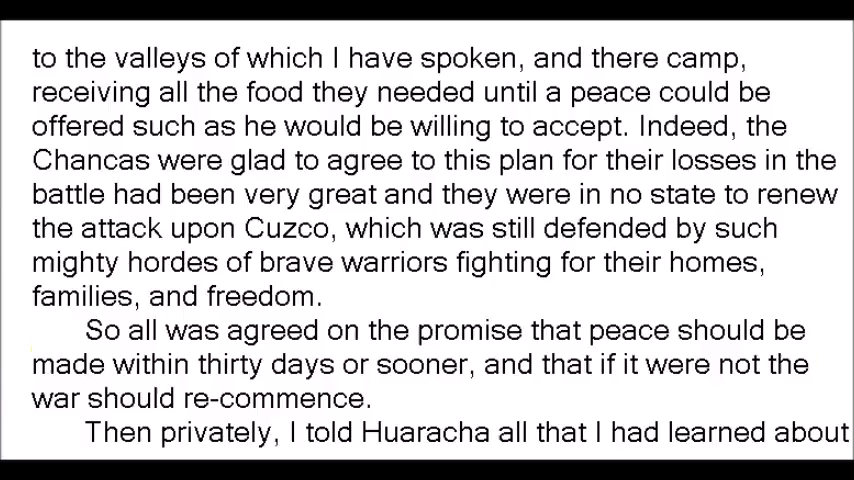 to the valleys of which I have spoken, and there camp,
receiving all the food they needed until a peace could be
offered such as he would be willing to accept. Indeed, the
Chancas were glad to agree to this plan for their losses in the
battle had been very great and they were in no state to renew
the attack upon Cuzco, which was still defended by such
mighty hordes of brave warriors fighting for their homes,
families, and freedom.
So all was agreed on the promise that peace should be
made within thirty days or sooner, and that if it were not the
war should re-commence.
Then privately, I told Huaracha all that I had learned about